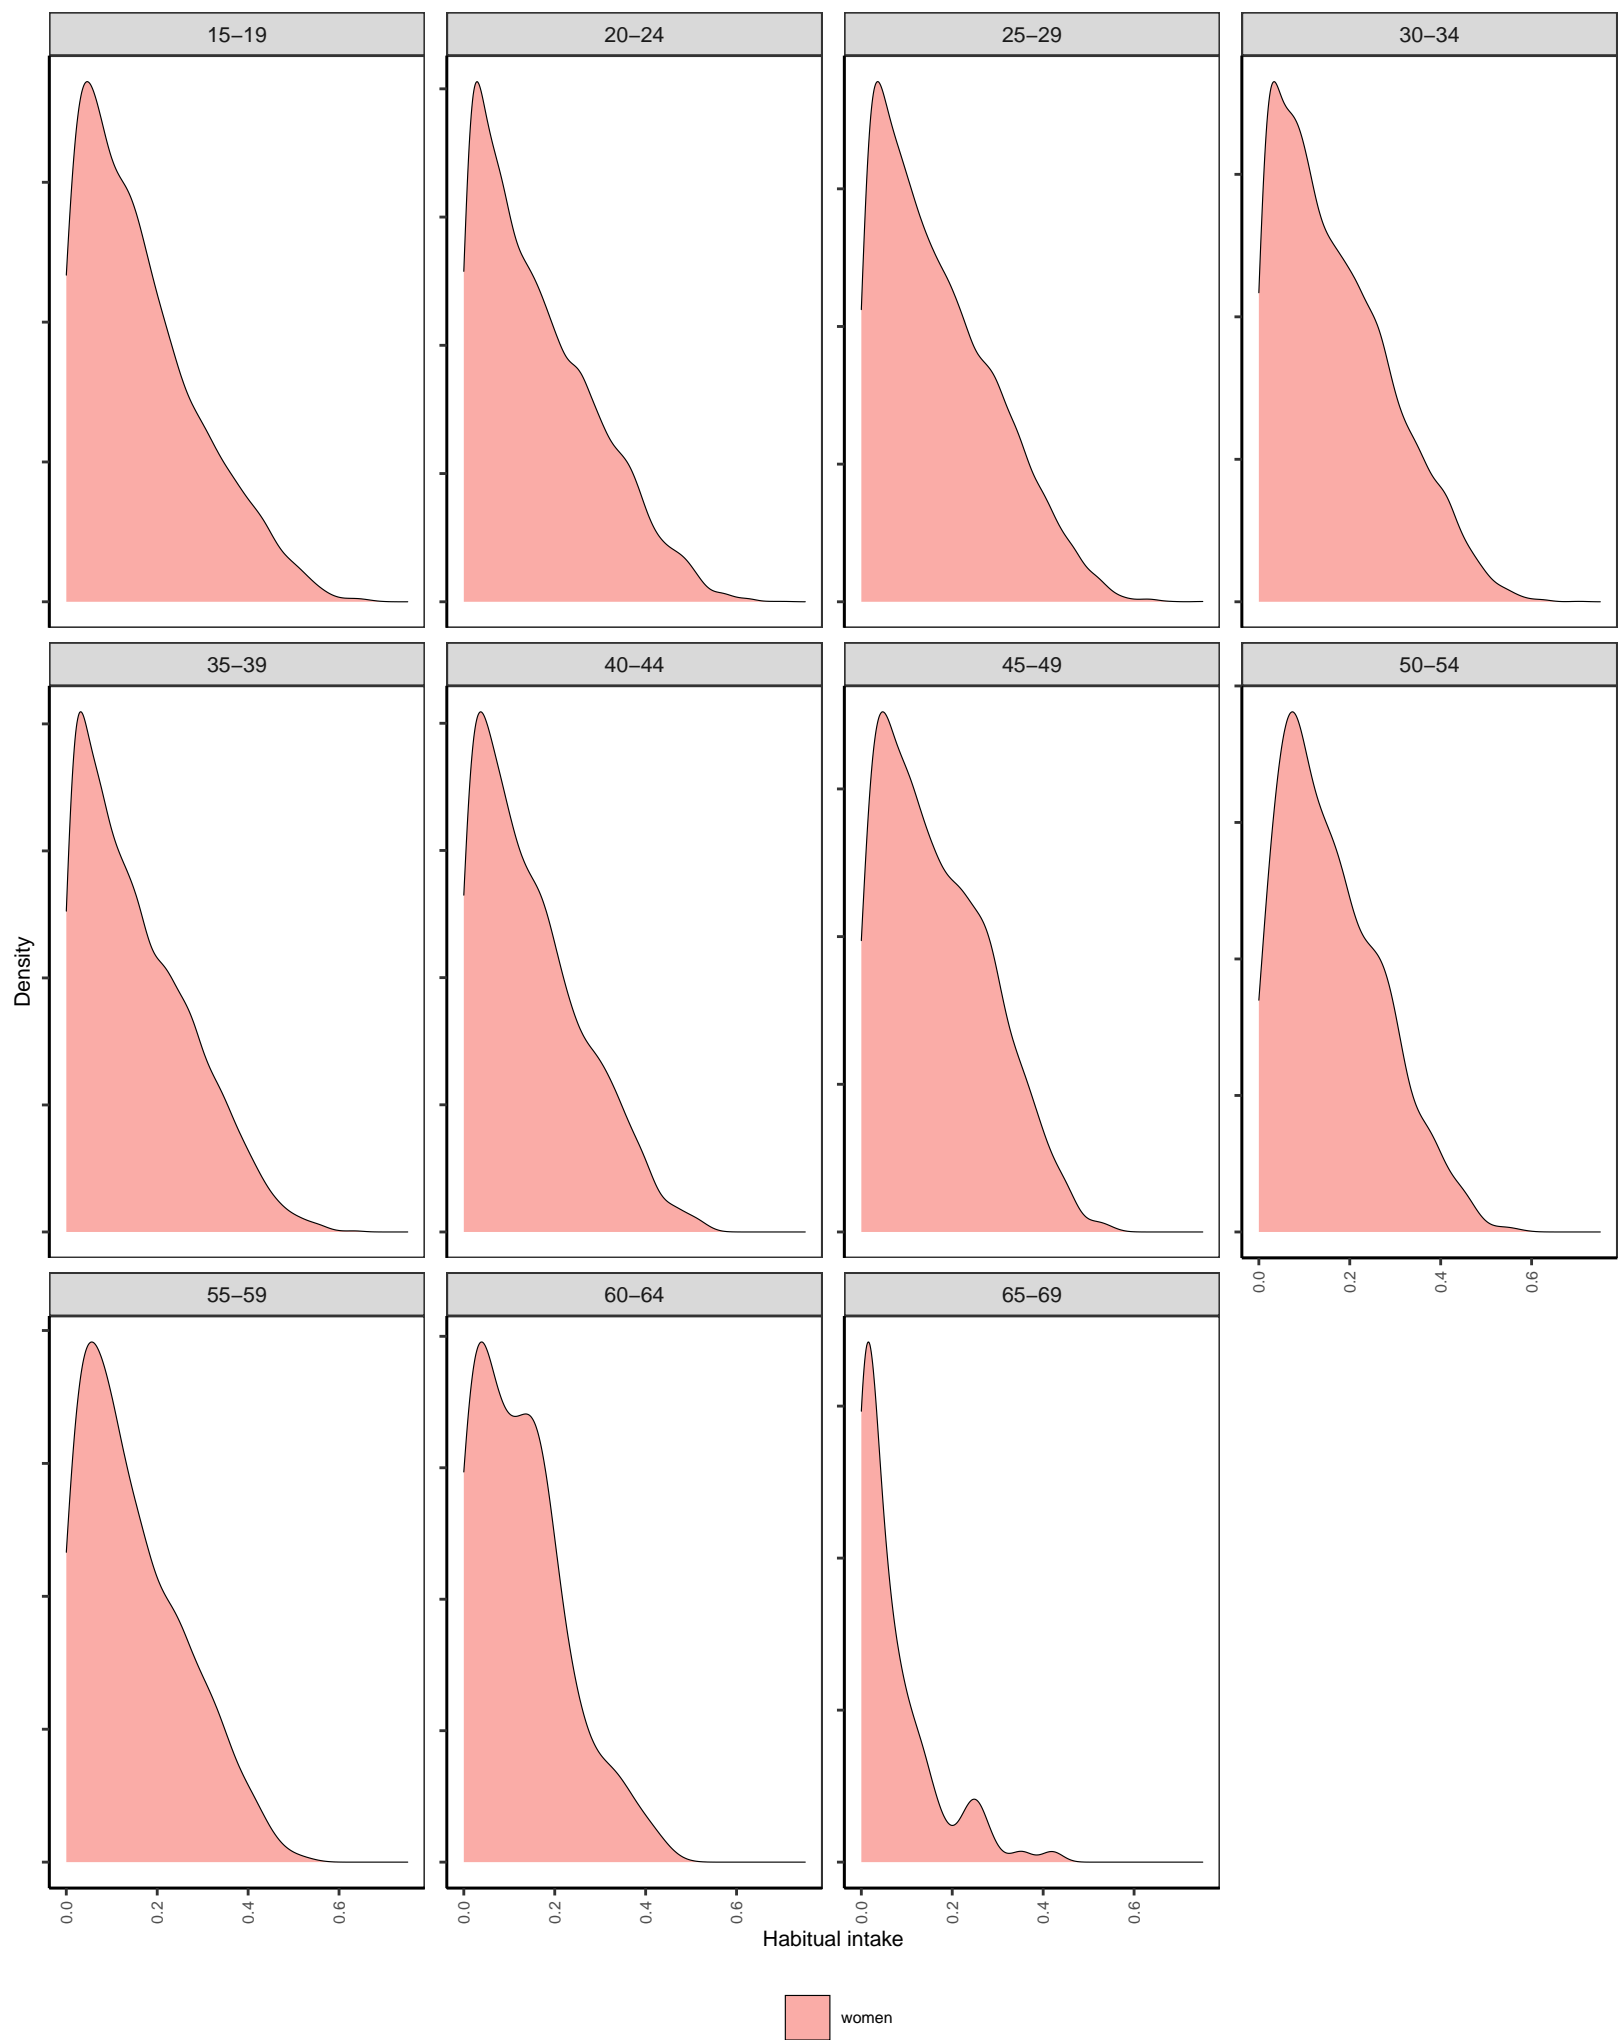 15−19 20−24 25−29 30−34
35−39 40−44 45−49 50−54
Density
0.0 0.2 0.4 0.6
55−59 60−64 65−69
0.0 0.2 0.4 0.6 0.0 0.2 0.4 0.6 0.0 0.2 0.4 0.6
Habitual intake
women